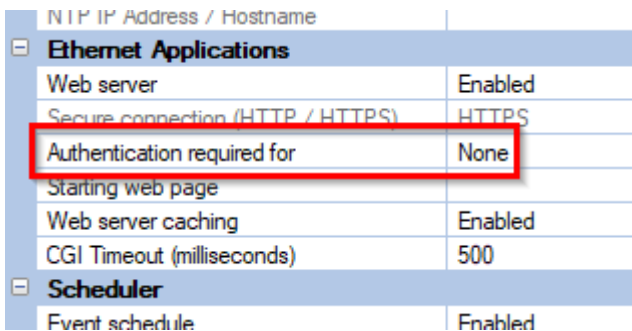 NTP IP Address / Hostname
Ethernet Applications
Web server Enabled
Secure connection (HTTP / HTTPS) HTTPS
Authentication required for None
Starting web page
Web server caching Enabled
CGI Timeout (milliseconds) 500
Scheduler
Event schedule Enabled